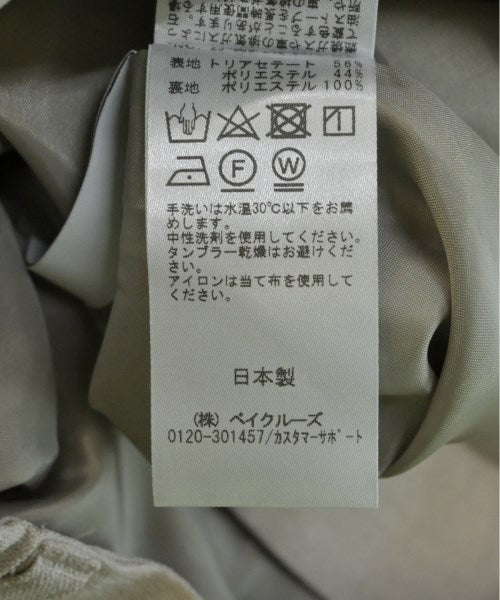 表地 トリアセテート 56%
ポリエステル 44%
裏地 ポリエステル 100%
F W
手洗いは水温30℃以下をお薦
めします。
中性洗剤を使用してください。
タンブラー乾燥はお避けくださ
い。
アイロンは当て布を使用して
ください。
日本製
(株) ベイクルーズ
0120-301457/カスタマーサポート